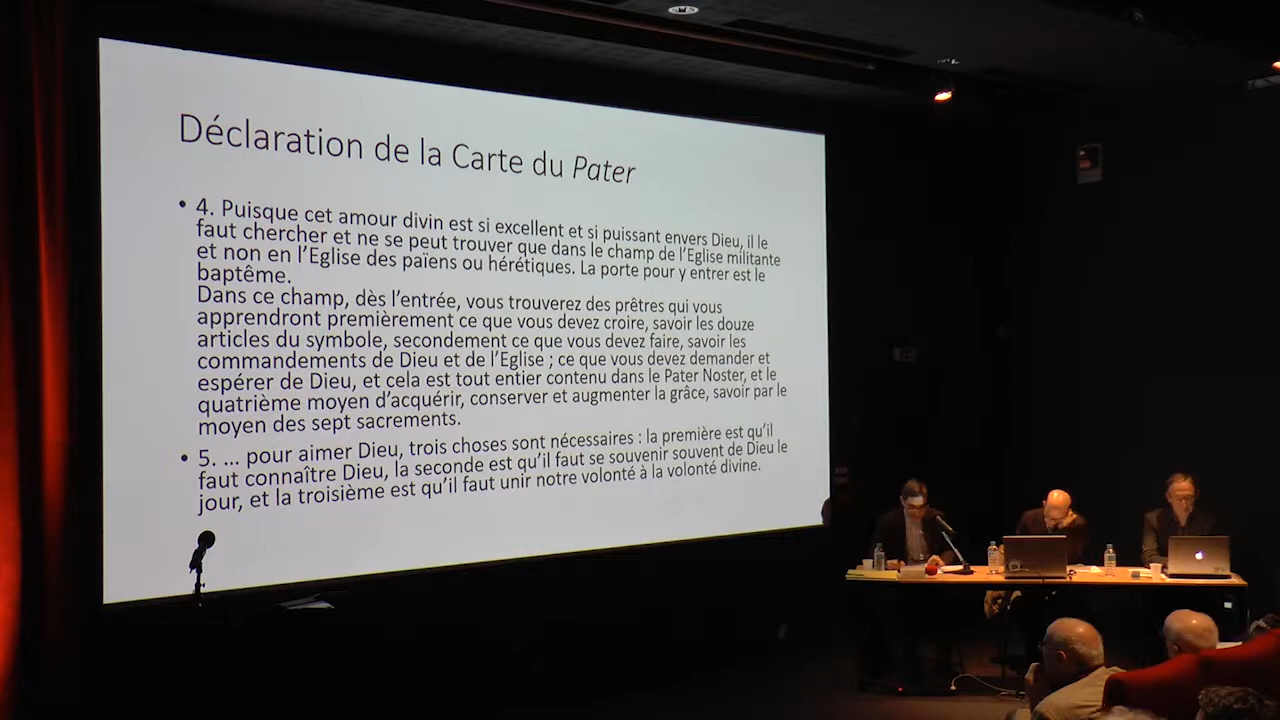 Déclaration de la Carte du Pater
• 4. Puisque cet amour divin est si excellent et si puissant envers Dieu, il le
faut chercher et ne se peut trouver que dans le champ de l’Eglise militante
et non en l’Eglise des païens ou hérétiques. La porte pour y entrer est le
baptême.
Dans ce champ, dès l’entrée, vous trouverez des prêtres qui vous
apprendront premièrement ce que vous devez croire, savoir les douze
articles du symbole, secondement ce que vous devez faire, savoir les
commandements de Dieu et de l’Eglise ; ce que vous devez demander et
espérer de Dieu, et cela est tout entier contenu dans le Pater Noster, et le
quatrième moyen d’acquérir, conserver et augmenter la grâce, savoir par le
moyen des sept sacrements.
• 5. ... pour aimer Dieu, trois choses sont nécessaires : la première est qu’il
faut connaître Dieu, la seconde est qu’il faut se souvenir souvent de Dieu le
jour, et la troisième est qu’il faut unir notre volonté à la volonté divine.